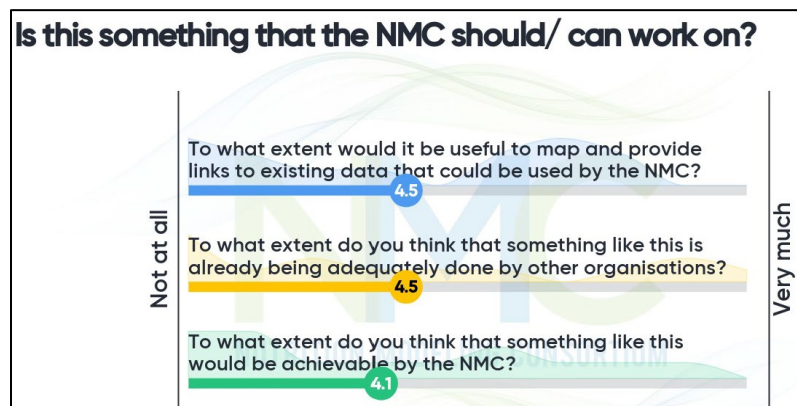 Is this something that the NMC should/ can work on?
Not at all
To what extent would it be useful to map and provide
links to existing data that could be used by the NMC?
4.5
To what extent do you think that something like this is
already being adequately done by other organisations?
4.5
To what extent do you think that something like this
would be achievable by the NMC?
4.1
Very much
NMC
CONSORTIUM